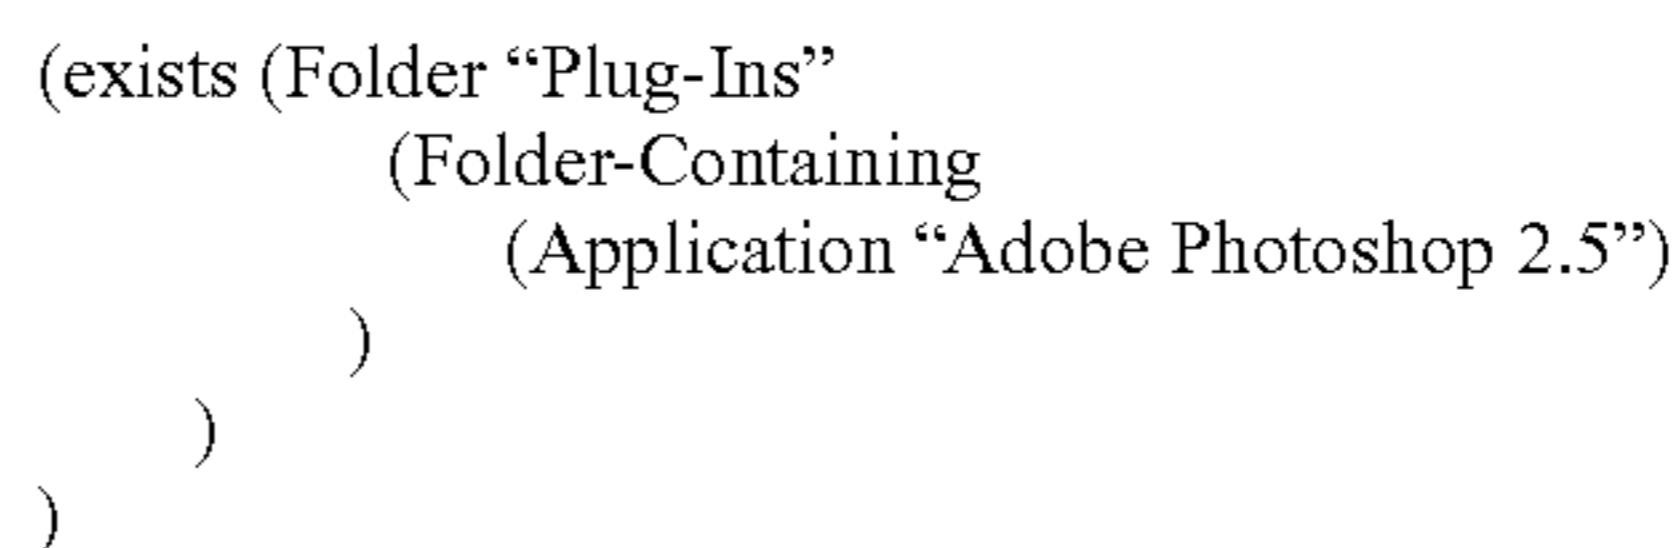 (exists (Folder “Plug-Ins”
(Folder-Containing
(Application “Adobe Photoshop 2.5”)
)
)
)